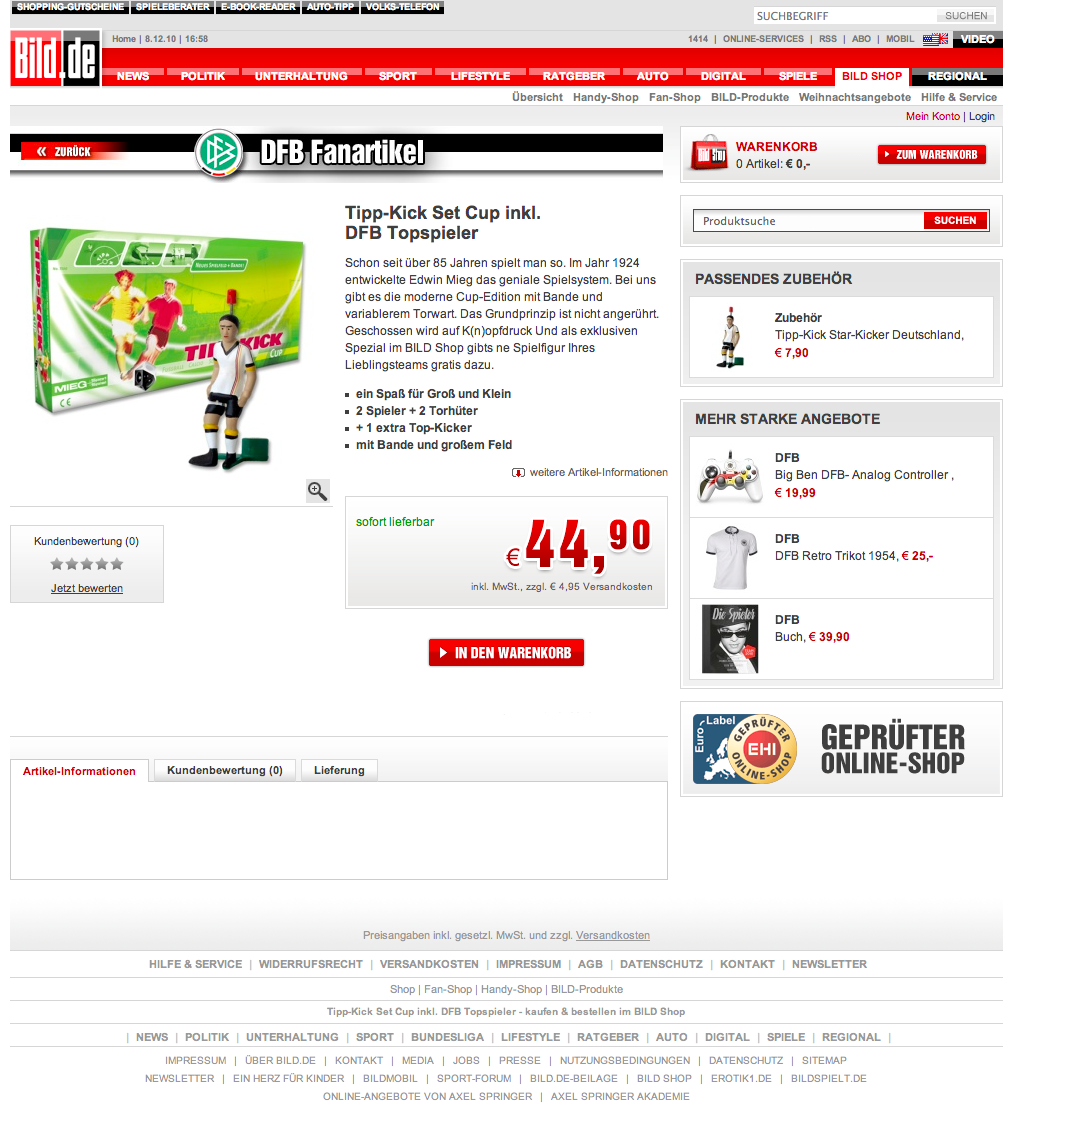 SHOPPING-GUTSCHEINE SPIELEBERATER E-BOOK-READER AUTO-TIPP VOLKS-TELEFON
SUCHBEGRIFF SUCHEN
Bild.de
Home | 8.12.10 | 16:58
1414 | ONLINE-SERVICES | RSS | ABO | MOBIL VIDEO
NEWS POLITIK UNTERHALTUNG SPORT LIFESTYLE RATGEBER AUTO DIGITAL SPIELE BILD SHOP REGIONAL
Übersicht Handy-Shop Fan-Shop BILD-Produkte Weihnachtsangebote Hilfe & Service
Mein Konto | Login
« ZURÜCK
DFB Fanartikel
Tipp-Kick Set Cup inkl.
DFB Topspieler
Schon seit über 85 Jahren spielt man so. Im Jahr 1924
entwickelte Edwin Mieg das geniale Spielsystem. Bei uns
gibt es die moderne Cup-Edition mit Bande und
variablerem Torwart. Das Grundprinzip ist nicht angerührt.
Geschossen wird auf K(n)opfdruck Und als exklusiven
Spezial im BILD Shop gibts ne Spielfigur Ihres
Lieblingsteams gratis dazu.
ein Spaß für Groß und Klein
2 Spieler + 2 Torhüter
+ 1 extra Top-Kicker
mit Bande und großem Feld
weitere Artikel-Informationen
TIPP-KICK
TIPP-KICK
CUP
MIEG
CE
Kundenbewertung (0)
Jetzt bewerten
sofort lieferbar
€ 44,90
inkl. MwSt., zzgl. € 4,95 Versandkosten
IN DEN WARENKORB
Artikel-Informationen Kundenbewertung (0) Lieferung
Bild Shop
WARENKORB
0 Artikel: € 0,-
ZUM WARENKORB
Produktsuche SUCHEN
PASSENDES ZUBEHÖR
Zubehör
Tipp-Kick Star-Kicker Deutschland,
€ 7,90
MEHR STARKE ANGEBOTE
DFB
Big Ben DFB- Analog Controller ,
€ 19,99
DFB
DFB Retro Trikot 1954, € 25,-
Die Spieler
DFB
Buch, € 39,90
Euro Label
GEPRÜFTER
EHI
ONLINE-SHOP
GEPRÜFTER
ONLINE-SHOP
Preisangaben inkl. gesetzl. MwSt. und zzgl. Versandkosten
HILFE & SERVICE | WIDERRUFSRECHT | VERSANDKOSTEN | IMPRESSUM | AGB | DATENSCHUTZ | KONTAKT | NEWSLETTER
Shop | Fan-Shop | Handy-Shop | BILD-Produkte
Tipp-Kick Set Cup inkl. DFB Topspieler - kaufen & bestellen im BILD Shop
| NEWS | POLITIK | UNTERHALTUNG | SPORT | BUNDESLIGA | LIFESTYLE | RATGEBER | AUTO | DIGITAL | SPIELE | REGIONAL |
IMPRESSUM | ÜBER BILD.DE | KONTAKT | MEDIA | JOBS | PRESSE | NUTZUNGSBEDINGUNGEN | DATENSCHUTZ | SITEMAP
NEWSLETTER | EIN HERZ FÜR KINDER | BILDMOBIL | SPORT-FORUM | BILD.DE-BEILAGE | BILD SHOP | EROTIK1.DE | BILDSPIELT.DE
ONLINE-ANGEBOTE VON AXEL SPRINGER | AXEL SPRINGER AKADEMIE